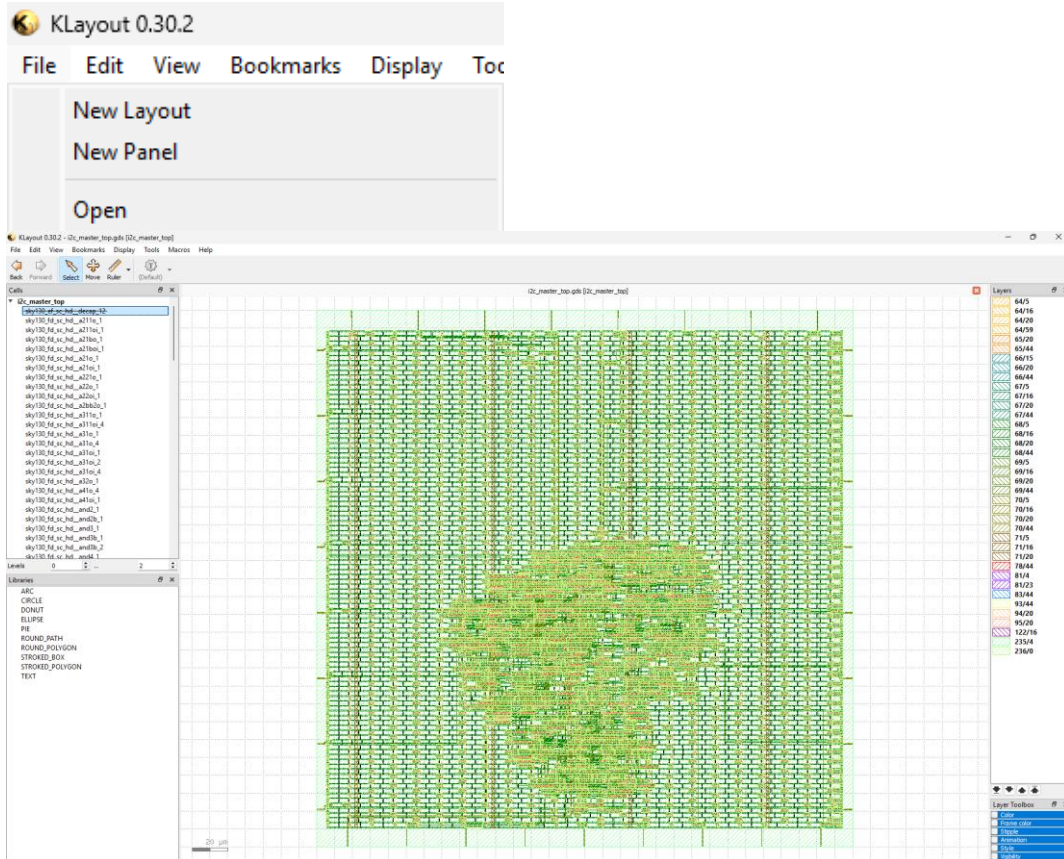 KLayout 0.30.2
File Edit View Bookmarks Display Too
New Layout
New Panel
Open
KLayout 0.30.2 - i2c_master_top.gds [i2c_master_top]
File Edit View Bookmarks Display Tools Macros Help
Back Forward Select Move Ruler (Default)
Cells
i2c_master_top.gds [i2c_master_top]
Layers
i2c_master_top
sky130_ef_sc_hd__decap_12
sky130_fd_sc_hd__a211o_1
sky130_fd_sc_hd__a211oi_1
sky130_fd_sc_hd__a21bo_1
sky130_fd_sc_hd__a21boi_1
sky130_fd_sc_hd__a21o_1
sky130_fd_sc_hd__a21oi_1
sky130_fd_sc_hd__a221o_1
sky130_fd_sc_hd__a22o_1
sky130_fd_sc_hd__a22oi_1
sky130_fd_sc_hd__a2bb2o_1
sky130_fd_sc_hd__a311o_1
sky130_fd_sc_hd__a311oi_4
sky130_fd_sc_hd__a31o_1
sky130_fd_sc_hd__a31o_4
sky130_fd_sc_hd__a31oi_1
sky130_fd_sc_hd__a31oi_2
sky130_fd_sc_hd__a31oi_4
sky130_fd_sc_hd__a32o_1
sky130_fd_sc_hd__a41o_4
sky130_fd_sc_hd__a41oi_1
sky130_fd_sc_hd__and2_1
sky130_fd_sc_hd__and2b_1
sky130_fd_sc_hd__and3_1
sky130_fd_sc_hd__and3b_1
sky130_fd_sc_hd__and3b_2
sky130_fd_sc_hd__and4_1
Levels 0 ... 2
Libraries
ARC
CIRCLE
DONUT
ELLIPSE
PIE
ROUND_PATH
ROUND_POLYGON
STROKED_BOX
STROKED_POLYGON
TEXT
20 µm
64/5
64/16
64/20
64/59
65/20
65/44
66/15
66/20
66/44
67/5
67/16
67/20
67/44
68/5
68/16
68/20
68/44
69/5
69/16
69/20
69/44
70/5
70/16
70/20
70/44
71/5
71/16
71/20
78/44
81/4
81/23
83/44
93/44
94/20
95/20
122/16
235/4
236/0
Layer Toolbox
Color
Frame color
Stipple
Animation
Style
Visibility